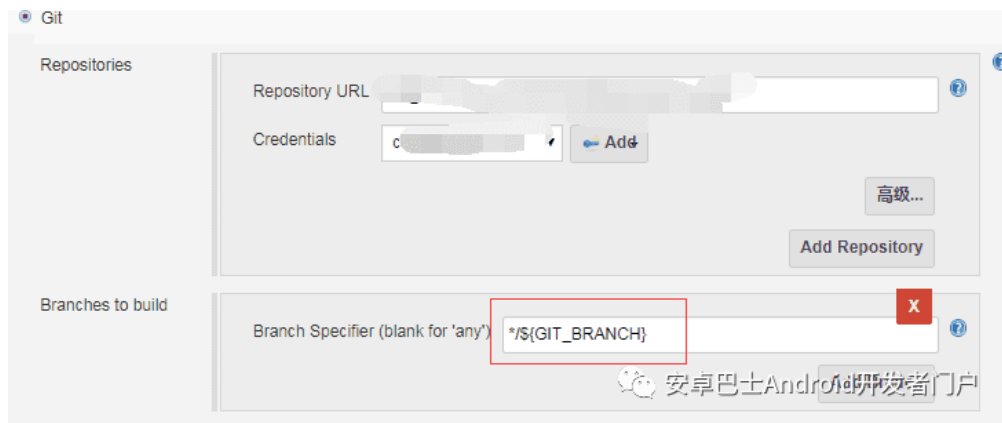 Git
Repositories
Repository URL
Credentials
c
Add
高级...
Add Repository
Branches to build
X
Branch Specifier (blank for 'any')
*/${GIT_BRANCH}
安卓巴士Android开发者门户